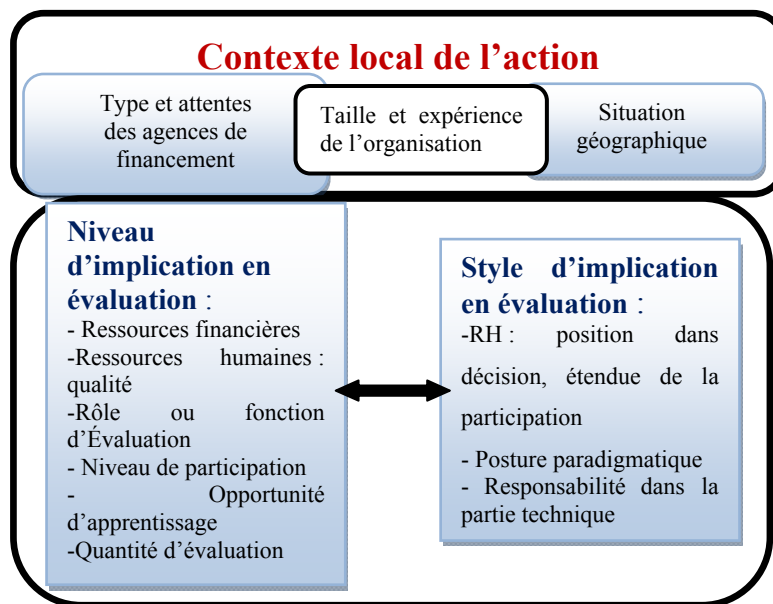 Contexte local de l’action
Type et attentes
des agences de
financement
Taille et expérience
de l’organisation
Situation
géographique
Niveau
d’implication en
évaluation :
- Ressources financières
-Ressources humaines :
qualité
-Rôle ou fonction
d’Évaluation
- Niveau de participation
- Opportunité
d’apprentissage
-Quantité d’évaluation
Style d’implication
en évaluation :
-RH : position dans
décision, étendue de la
participation
- Posture paradigmatique
- Responsabilité dans la
partie technique